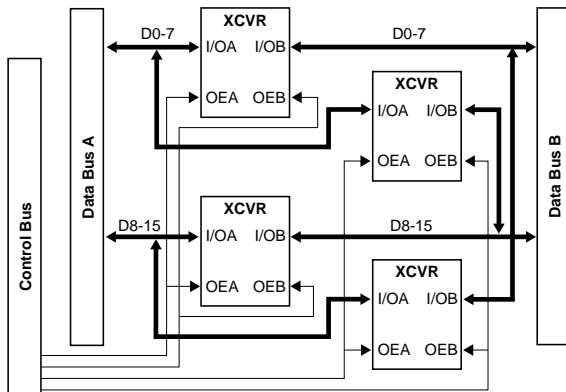 Control Bus
Data Bus A
D0-7
XCVR
I/OA I/OB
OEA OEB
D0-7
XCVR
I/OA I/OB
OEA OEB
Data Bus B
D8-15
XCVR
I/OA I/OB
OEA OEB
D8-15
XCVR
I/OA I/OB
OEA OEB